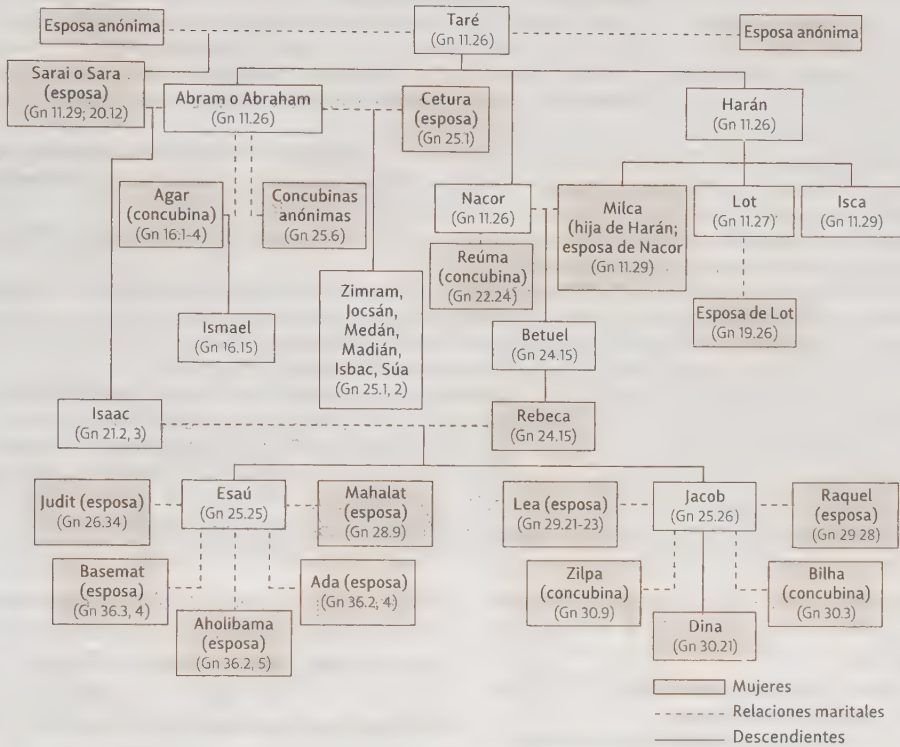 Esposa anónima
Taré
(Gn 11.26)
Esposa anónima
Sarai o Sara
(esposa)
(Gn 11.29; 20.12)
Abram o Abraham
(Gn 11.26)
Cetura
(esposa)
(Gn 25.1)
Harán
(Gn 11.26)
Agar
(concubina)
(Gn 16.1-4)
Concubinas
anónimas
(Gn 25.6)
Nacor
(Gn 11.26)
Milca
(hija de Harán;
esposa de Nacor)
(Gn 11.29)
Lot
(Gn 11.27)
Isca
(Gn 11.29)
Reúma
(concubina)
(Gn 22.24)
Ismael
(Gn 16.15)
Zimram,
Jocsán,
Medán,
Madián,
Isbac, Súa
(Gn 25.1, 2)
Betuel
(Gn 24.15)
Esposa de Lot
(Gn 19.26)
Isaac
(Gn 21.2, 3)
Rebeca
(Gn 24.15)
Judit (esposa)
(Gn 26.34)
Esaú
(Gn 25.25)
Mahalat
(esposa)
(Gn 28.9)
Lea (esposa)
(Gn 29.21-23)
Jacob
(Gn 25.26)
Raquel
(esposa)
(Gn 29 28)
Basemat
(esposa)
(Gn 36.3, 4)
Aholibama
(esposa)
(Gn 36.2, 5)
Ada (esposa)
(Gn 36.2, 4)
Zilpa
(concubina)
(Gn 30.9)
Dina
(Gn 30.21)
Bilha
(concubina)
(Gn 30.3)
Mujeres
Relaciones maritales
Descendientes